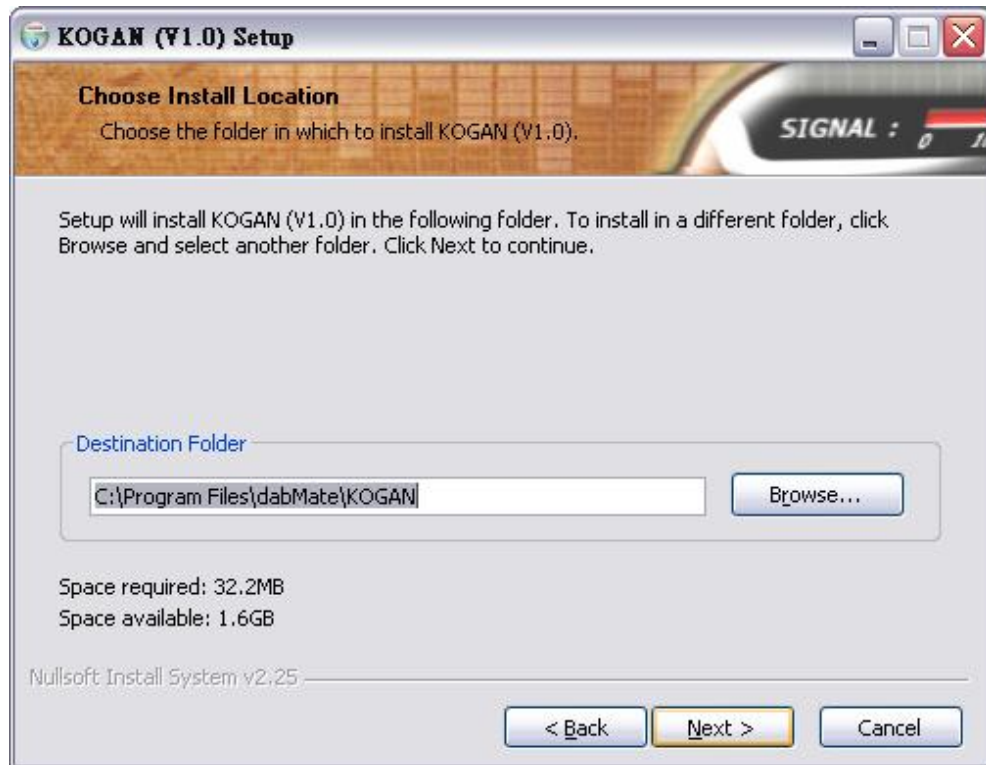 KOGAN (V1.0) Setup
Choose Install Location
Choose the folder in which to install KOGAN (V1.0).
SIGNAL : 0
Setup will install KOGAN (V1.0) in the following folder. To install in a different folder, click
Browse and select another folder. Click Next to continue.
Destination Folder
C:\Program Files\dabMate\KOGAN
Browse...
Space required: 32.2MB
Space available: 1.6GB
Nullsoft Install System v2.25
< Back
Next >
Cancel